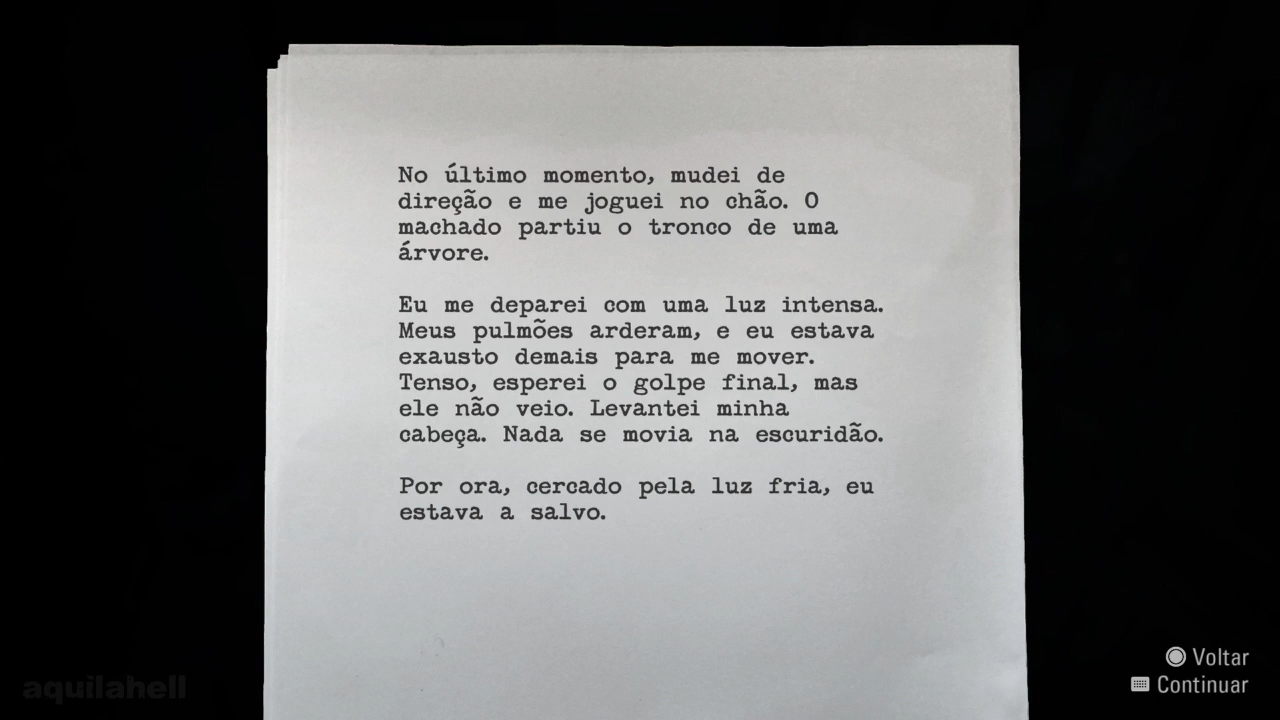 No último momento, mudei de
direção e me joguei no chão. O
machado partiu o tronco de uma
árvore.
Eu me deparei com uma luz intensa.
Meus pulmões arderam, e eu estava
exausto demais para me mover.
Tenso, esperei o golpe final, mas
ele não veio. Levantei minha
cabeça. Nada se movia na escuridão.
Por ora, cercado pela luz fria, eu
estava a salvo.
Voltar
Continuar
aquilahell